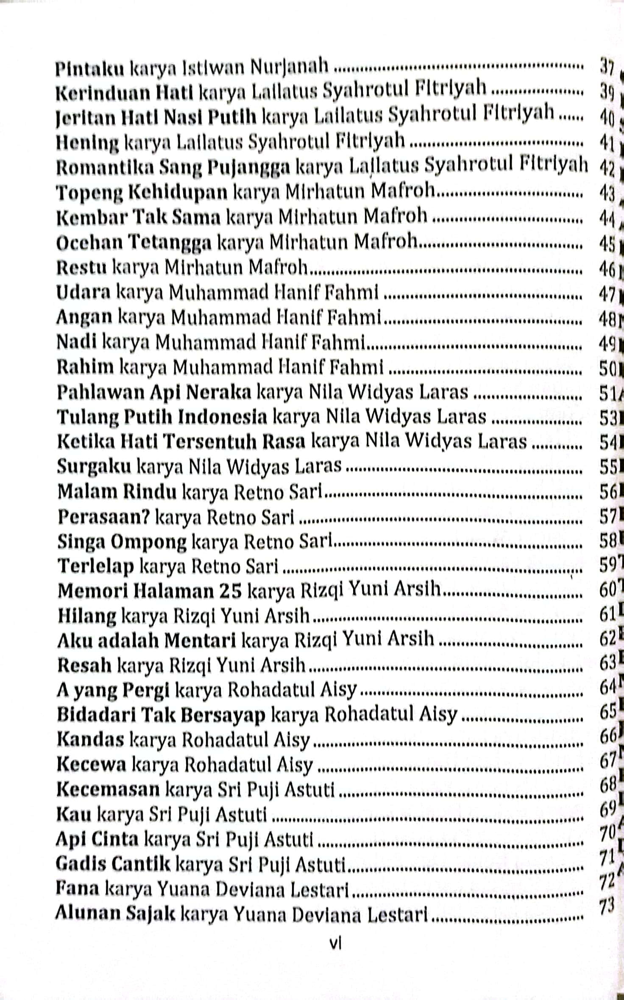 Pintaku karya Istiwan Nurjanah ........................................................ 37
Kerinduan Hati karya Lailatus Syahrotul Fitriyah ..................... 39
Jeritan Hati Nasi Putih karya Lailatus Syahrotul Fitriyah ...... 40
Hening karya Lailatus Syahrotul Fitriyah ....................................... 41
Romantika Sang Pujangga karya Lailatus Syahrotul Fitriyah 42
Topeng Kehidupan karya Mirhatun Mafroh................................. 43
Kembar Tak Sama karya Mirhatun Mafroh .................................. 44
Ocehan Tetangga karya Mirhatun Mafroh..................................... 45
Restu karya Mirhatun Mafroh.............................................................. 46
Udara karya Muhammad Hanif Fahmi ............................................. 47
Angan karya Muhammad Hanif Fahmi............................................. 48
Nadi karya Muhammad Hanif Fahmi................................................. 49
Rahim karya Muhammad Hanif Fahmi ............................................ 50
Pahlawan Api Neraka karya Nila Widyas Laras ......................... 51
Tulang Putih Indonesia karya Nila Widyas Laras ..................... 53
Ketika Hati Tersentuh Rasa karya Nila Widyas Laras ............ 54
Surgaku karya Nila Widyas Laras ...................................................... 55
Malam Rindu karya Retno Sari........................................................... 56
Perasaan? karya Retno Sari ................................................................. 57
Singa Ompong karya Retno Sari......................................................... 58
Terlelap karya Retno Sari ..................................................................... 59
Memori Halaman 25 karya Rizqi Yuni Arsih................................ 60
Hilang karya Rizqi Yuni Arsih.............................................................. 61
Aku adalah Mentari karya Rizqi Yuni Arsih ................................. 62
Resah karya Rizqi Yuni Arsih............................................................... 63
A yang Pergi karya Rohadatul Aisy................................................... 64
Bidadari Tak Bersayap karya Rohadatul Aisy ............................ 65
Kandas karya Rohadatul Aisy.............................................................. 66
Kecewa karya Rohadatul Aisy ............................................................. 67
Kecemasan karya Sri Puji Astuti ........................................................ 68
Kau karya Sri Puji Astuti ....................................................................... 69
Api Cinta karya Sri Puji Astuti ............................................................. 70
Gadis Cantik karya Sri Puji Astuti...................................................... 71
Fana karya Yuana Deviana Lestari..................................................... 72
Alunan Sajak karya Yuana Deviana Lestari................................... 73
vi